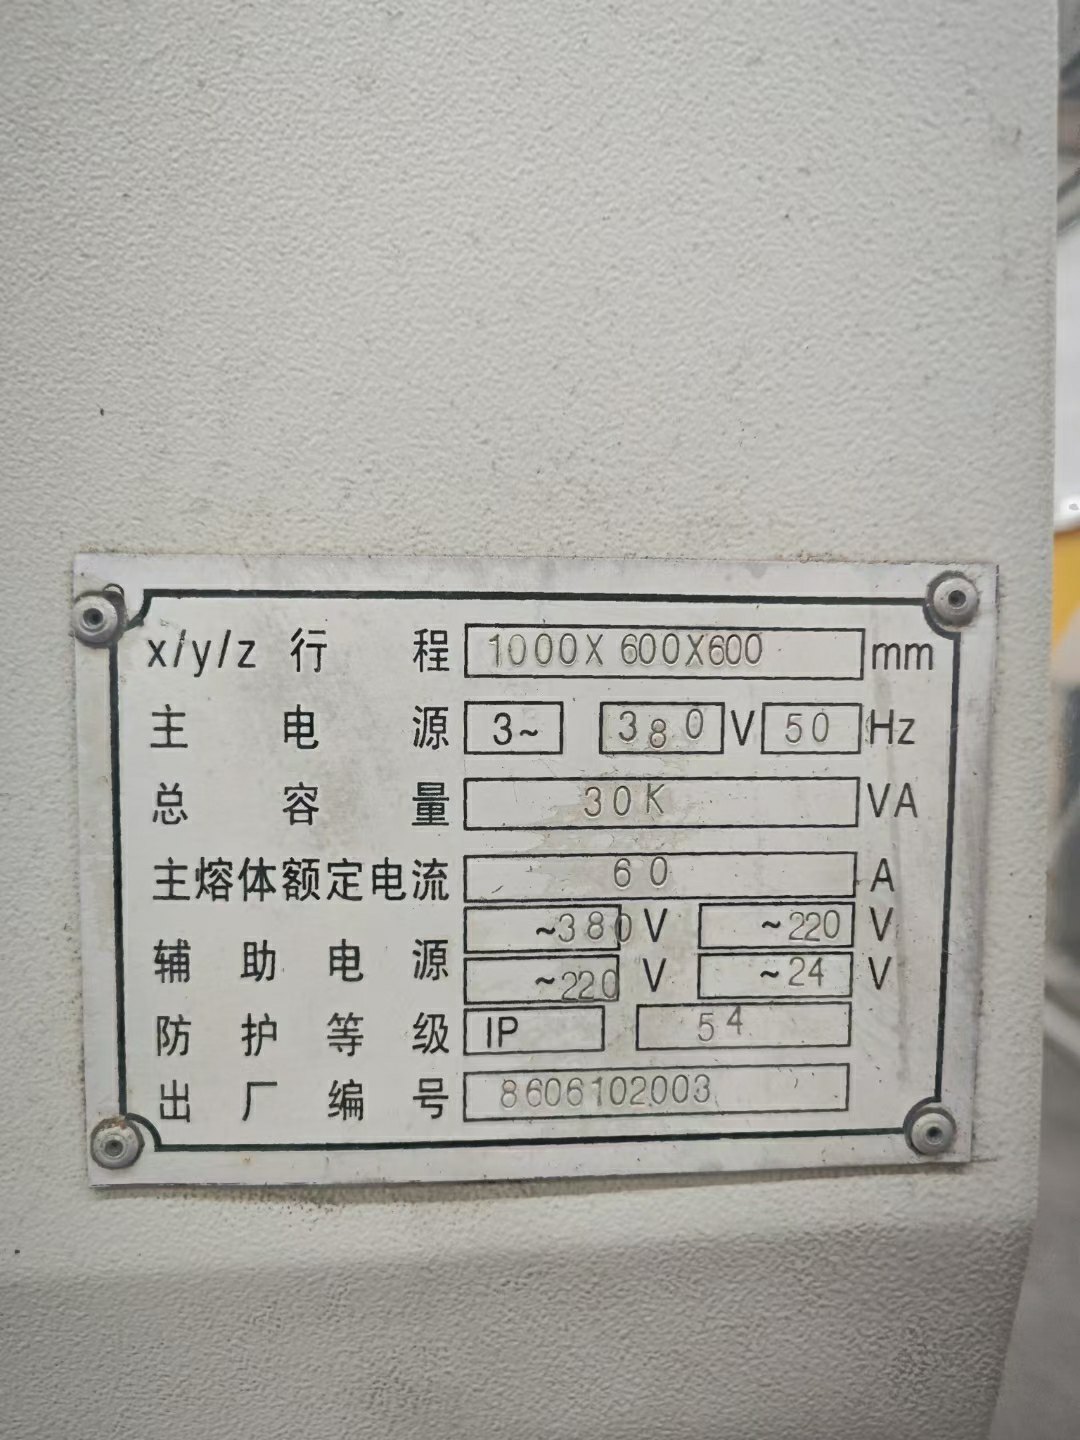 x/y/z 行程 1000X600X600 mm
主电源 3~ 380 V 50 Hz
总容量 30K VA
主熔体额定电流 60 A
辅助电源 ~380 V ~220 V
~220 V ~24 V
防护等级 IP 54
出厂编号 8606102003